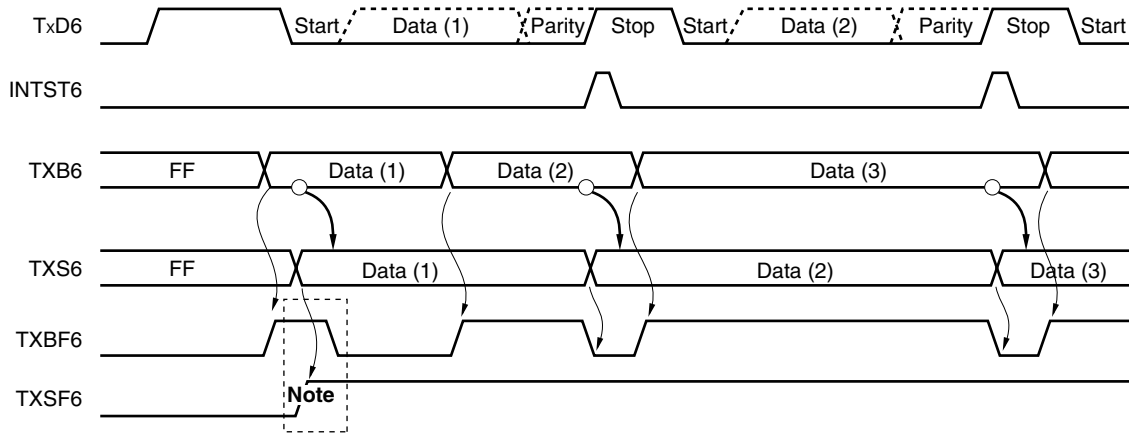 TxD6 Start Data (1) Parity Stop Start Data (2) Parity Stop Start
INTST6
TXB6 FF Data (1) Data (2) Data (3)
TXS6 FF Data (1) Data (2) Data (3)
TXBF6
TXSF6 Note